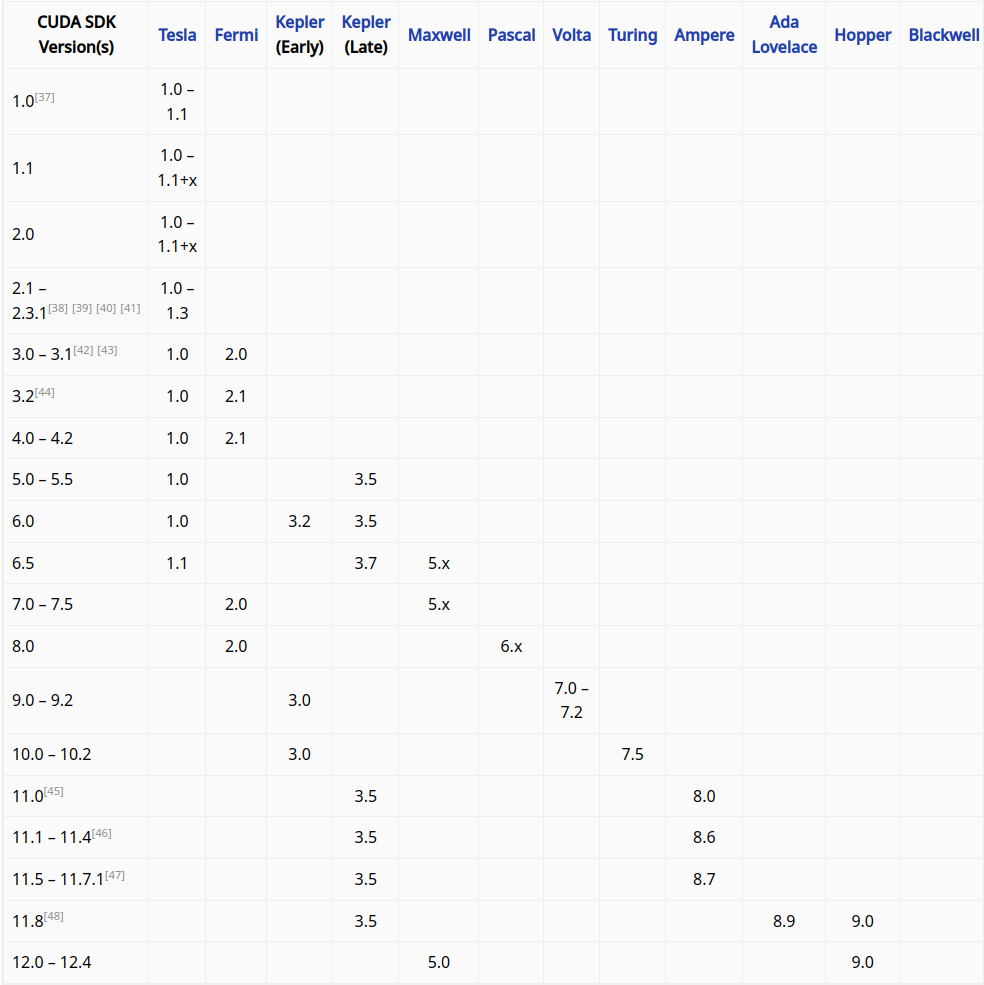 CUDA SDK Version(s) Tesla Fermi Kepler (Early) Kepler (Late) Maxwell Pascal Volta Turing Ampere Ada Lovelace Hopper Blackwell
1.0[37] 1.0 – 1.1
1.1 1.0 – 1.1+x
2.0 1.0 – 1.1+x
2.1 – 2.3.1[38] [39] [40] [41] 1.0 – 1.3
3.0 – 3.1[42] [43] 1.0 2.0
3.2[44] 1.0 2.1
4.0 – 4.2 1.0 2.1
5.0 – 5.5 1.0 3.5
6.0 1.0 3.2 3.5
6.5 1.1 3.7 5.x
7.0 – 7.5 2.0 5.x
8.0 2.0 6.x
9.0 – 9.2 3.0 7.0 – 7.2
10.0 – 10.2 3.0 7.5
11.0[45] 3.5 8.0
11.1 – 11.4[46] 3.5 8.6
11.5 – 11.7.1[47] 3.5 8.7
11.8[48] 3.5 8.9 9.0
12.0 – 12.4 5.0 9.0